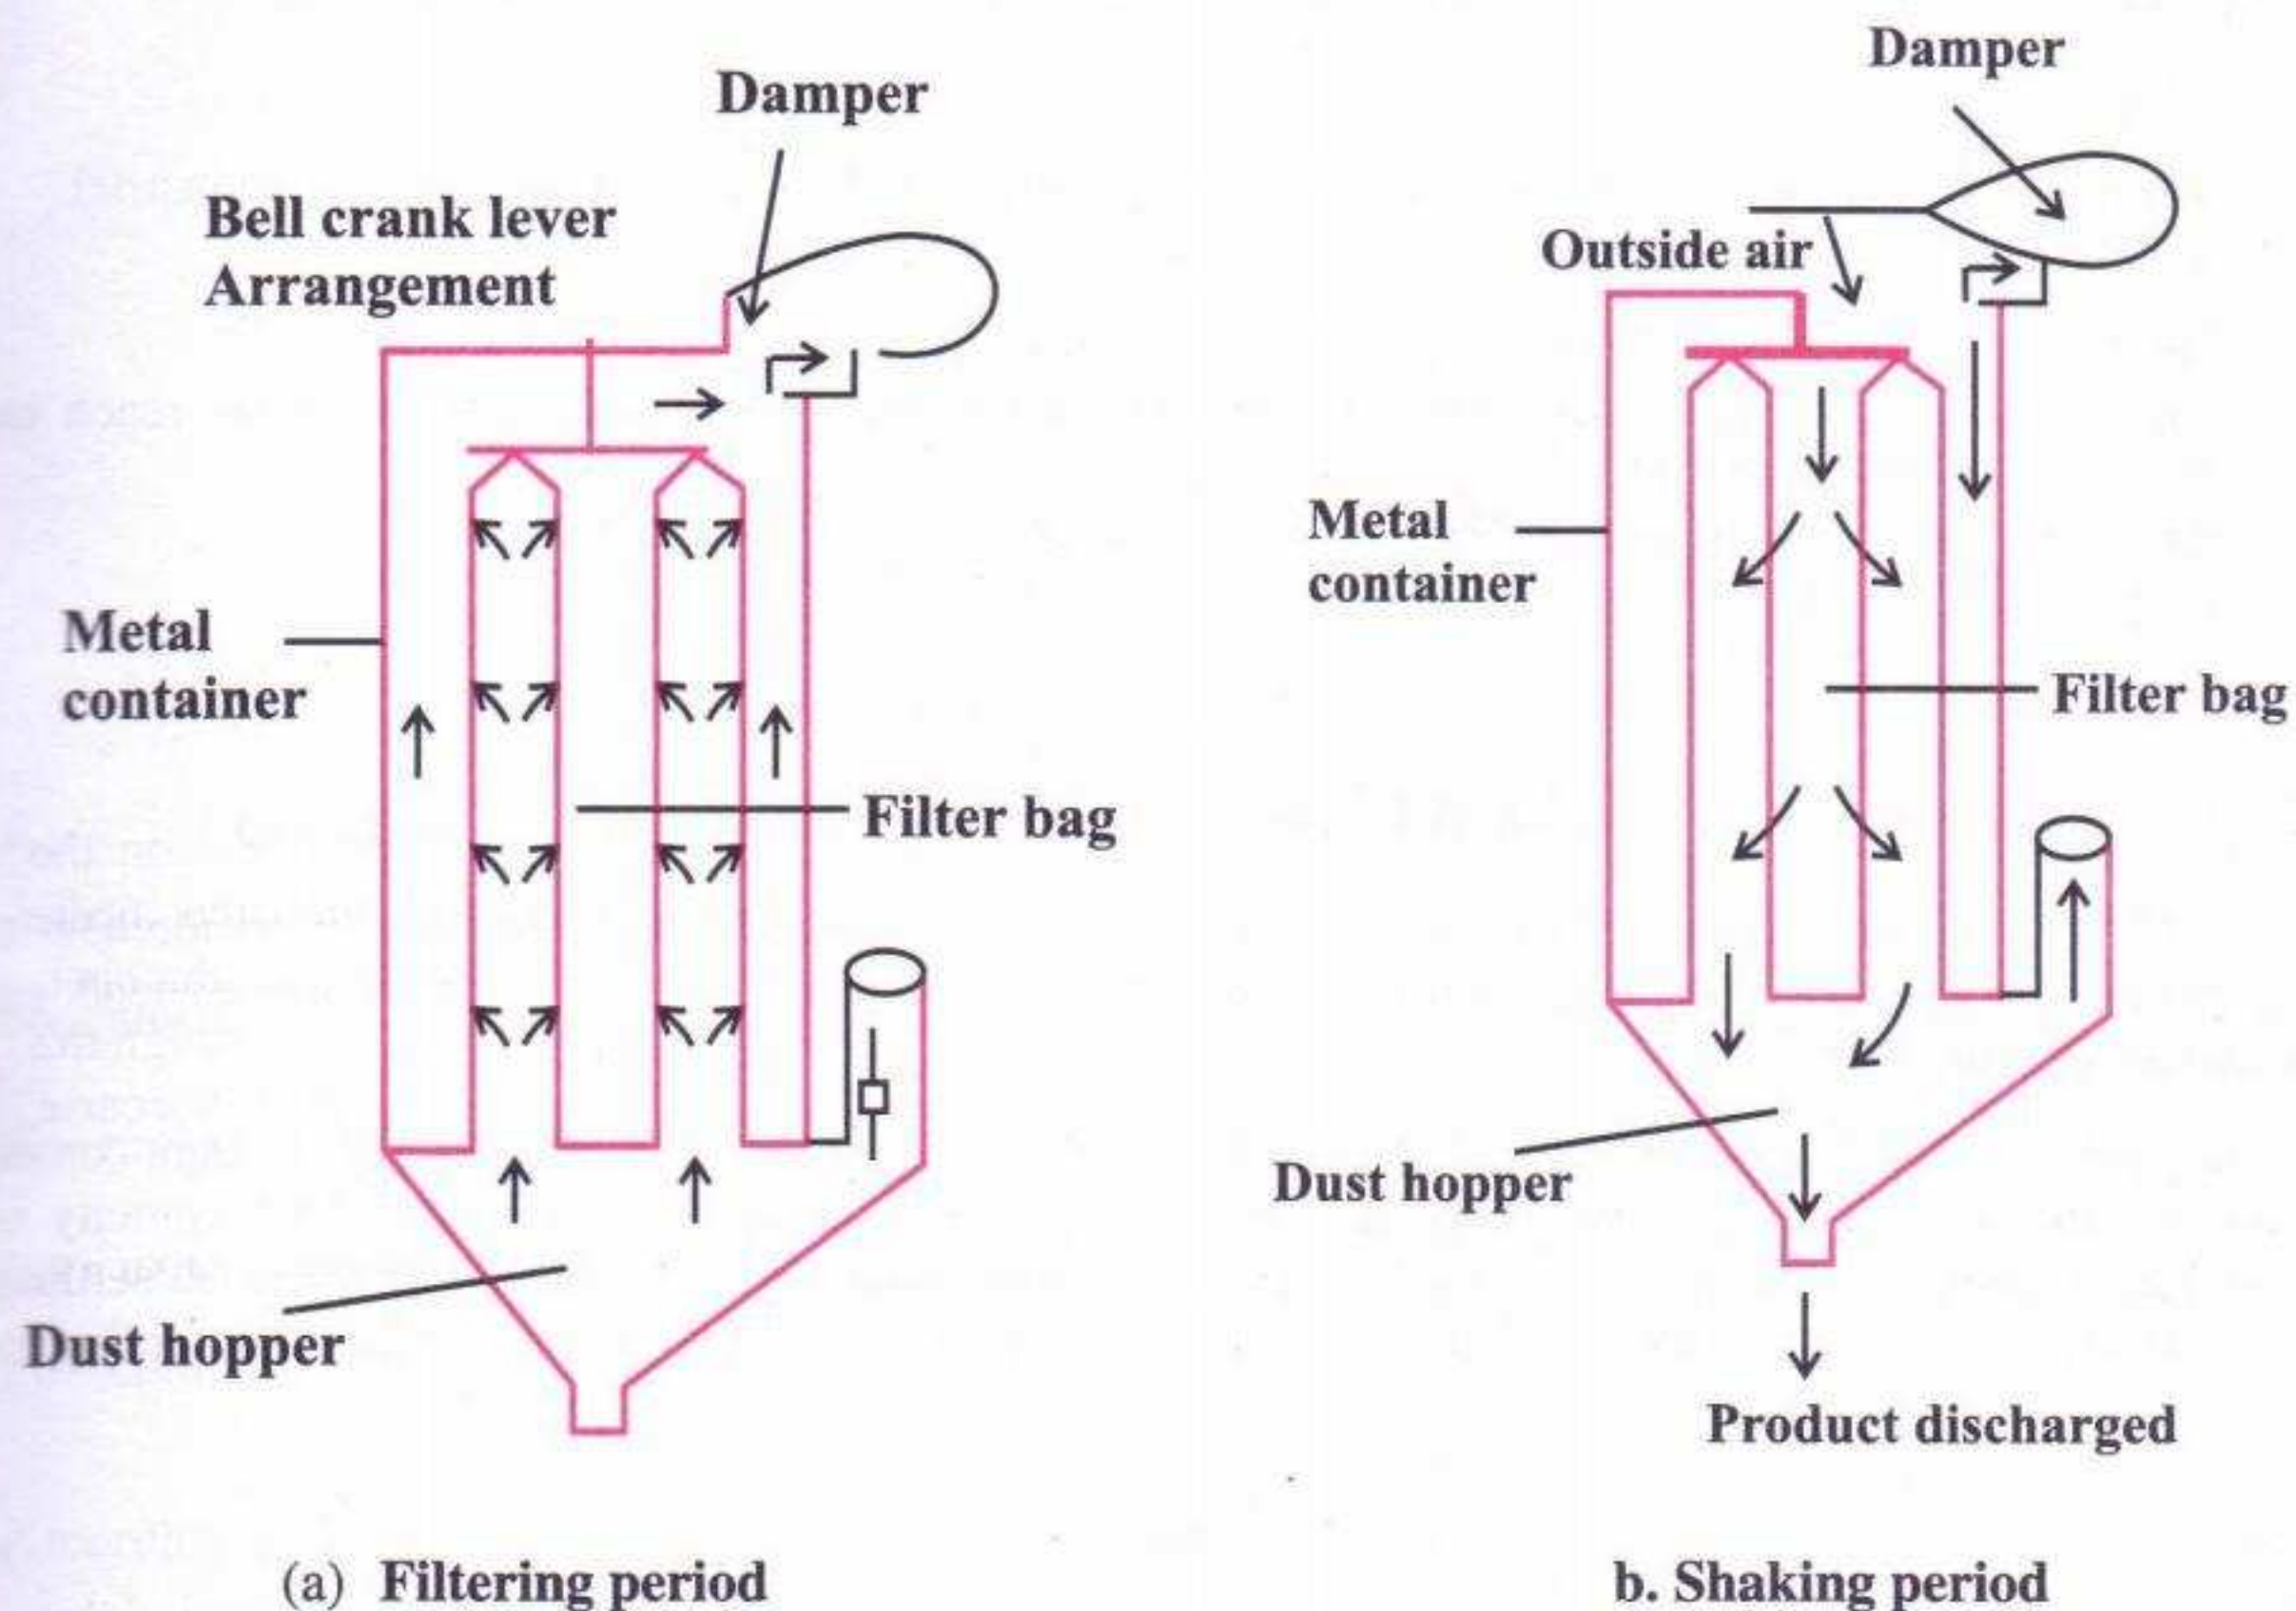 Damper
Bell crank lever
Arrangement
Metal
container
Filter bag
Dust hopper
(a) Filtering period
Damper
Outside air
Metal
container
Filter bag
Dust hopper
Product discharged
b. Shaking period